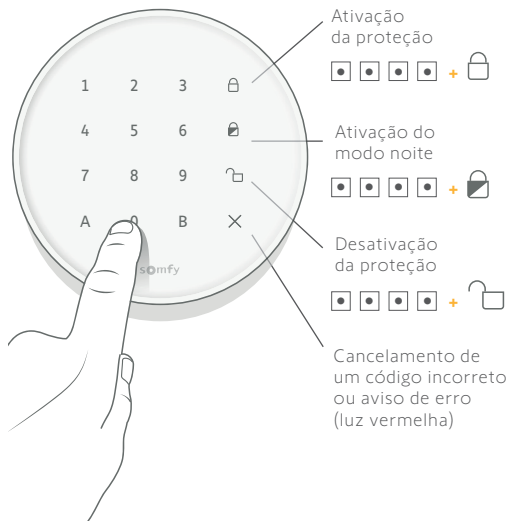 Ativação
da proteção
1 2 3
+
4 5 6
Ativação do
modo noite
7 8 9
+
A 0 B
Desativação
da proteção
somfy
+
Cancelamento de
um código incorreto
ou aviso de erro
(luz vermelha)